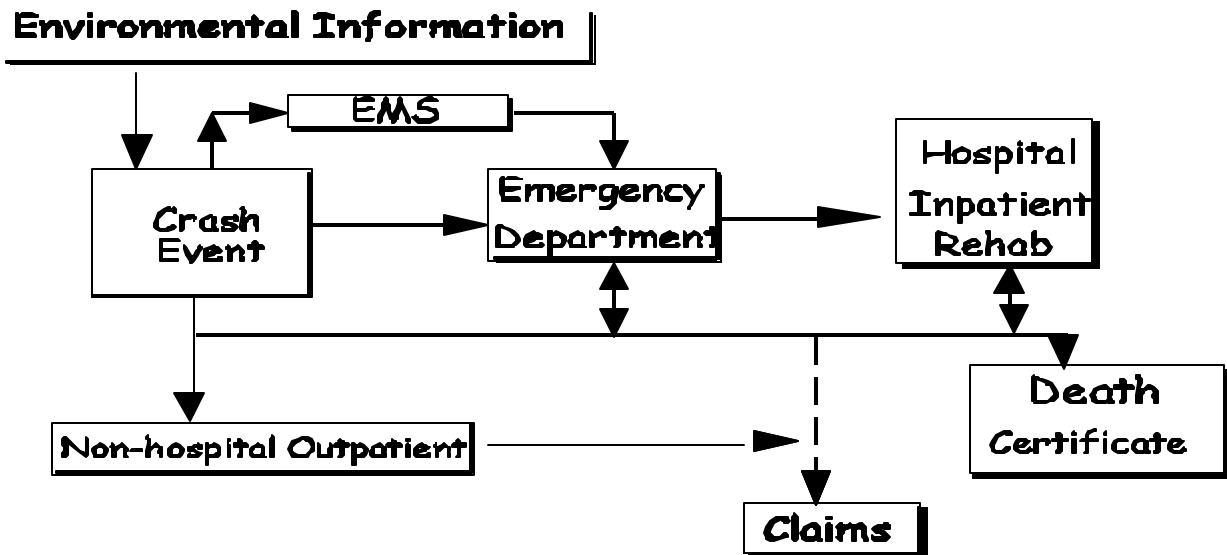 Environmental Information
EMS
Crash
Event
Emergency
Department
Hospital
Inpatient
Rehab
Non-hospital Outpatient
Death
Certificate
Claims